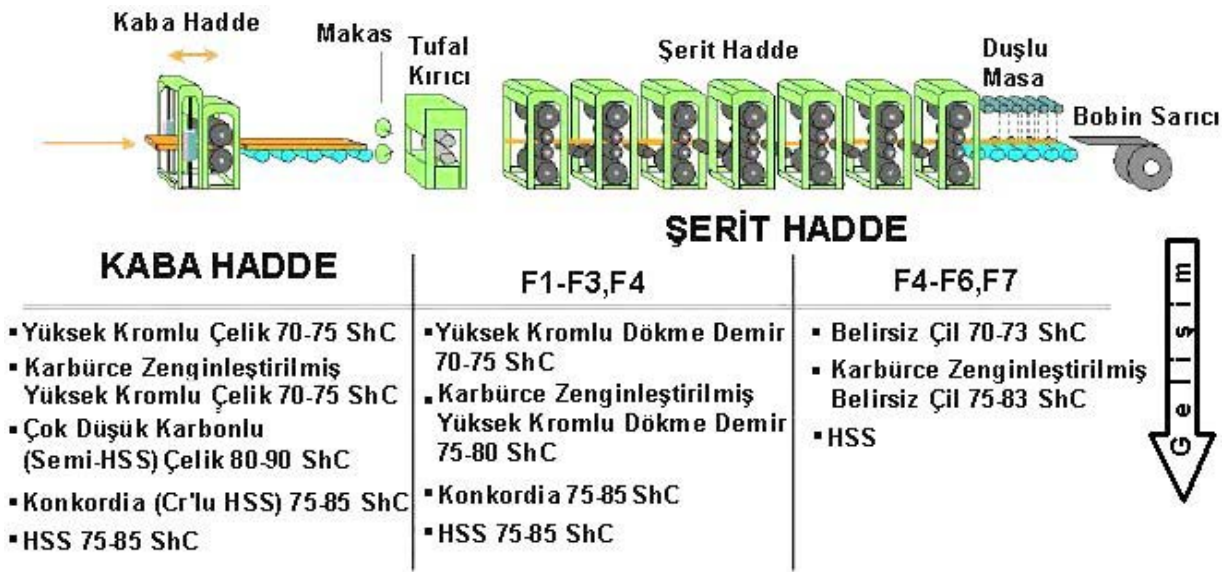 Kaba Hadde
Makas
Tufal
Kırıcı
Şerit Hadde
Duşlu
Masa
Bobin Sarıcı
ŞERİT HADDE
KABA HADDE
F1-F3,F4
F4-F6,F7
▪Yüksek Kromlu Çelik 70-75 ShC
▪ Karbürce Zenginleştirilmiş
Yüksek Kromlu Çelik 70-75 ShC
▪Çok Düşük Karbonlu
(Semi-HSS) Çelik 80-90 ShC
▪Konkordia (Cr'lu HSS) 75-85 ShC
▪HSS 75-85 ShC
▪Yüksek Kromlu Dökme Demir
70-75 ShC
▪Karbürce Zenginleştirilmiş
Yüksek Kromlu Dökme Demir
75-80 ShC
▪Konkordia 75-85 ShC
▪HSS 75-85 ShC
▪ Belirsiz Çil 70-73 ShC
▪ Karbürce Zenginleştirilmiş
Belirsiz Çil 75-83 ShC
▪HSS
Gelişim